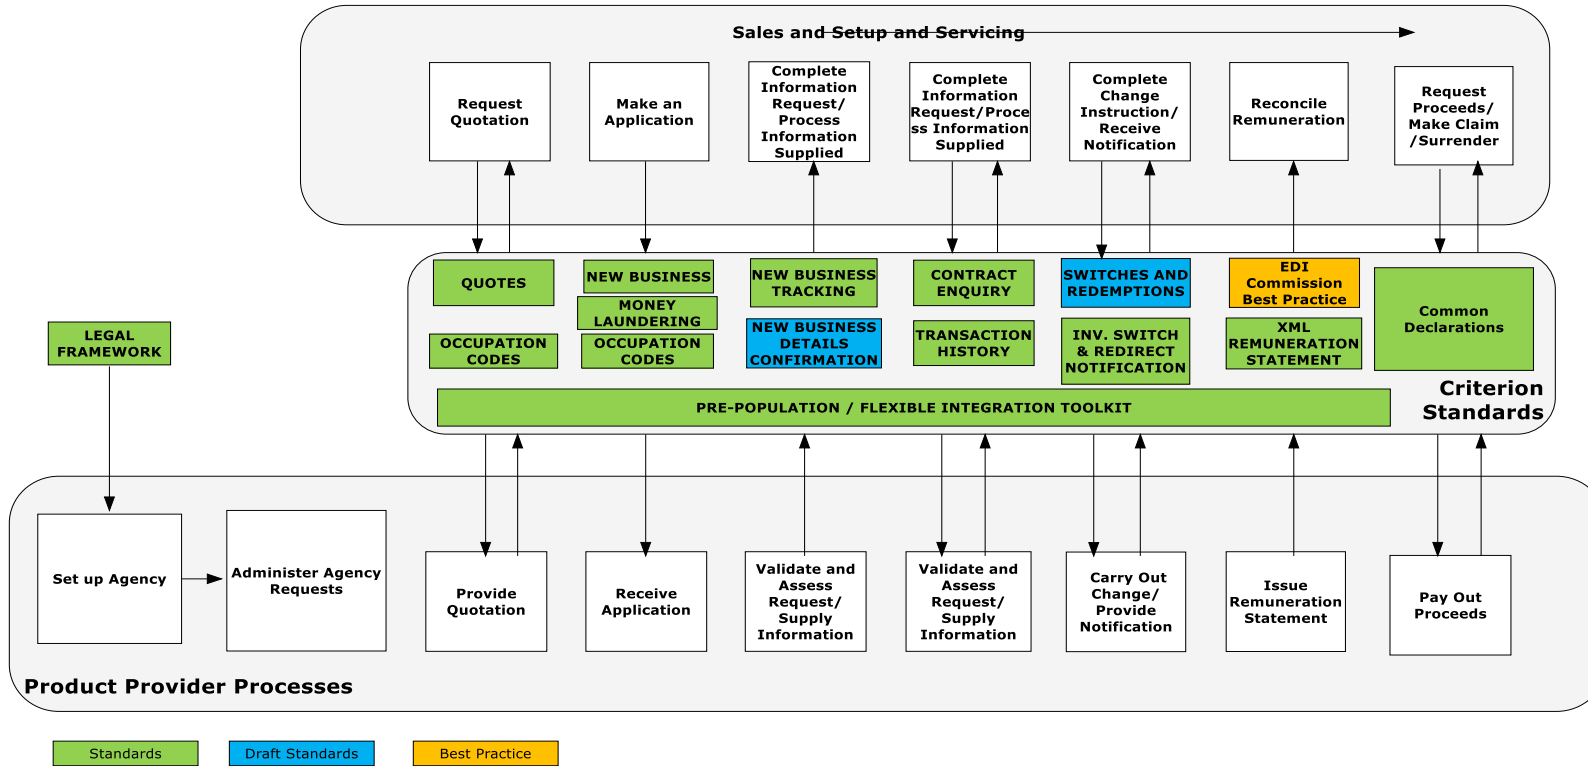 Sales and Setup and Servicing
Request
Quotation
Make an
Application
Complete
Information
Request/
Process
Information
Supplied
Complete
Information
Request/Proce
ss Information
Supplied
Complete
Change
Instruction/
Receive
Notification
Reconcile
Remuneration
Request
Proceeds/
Make Claim
/Surrender
QUOTES
OCCUPATION
CODES
NEW BUSINESS
MONEY
LAUNDERING
OCCUPATION
CODES
NEW BUSINESS
TRACKING
NEW BUSINESS
DETAILS
CONFIRMATION
CONTRACT
ENQUIRY
TRANSACTION
HISTORY
SWITCHES AND
REDEMPTIONS
INV. SWITCH
& REDIRECT
NOTIFICATION
EDI
Commission
Best Practice
XML
REMUNERATION
STATEMENT
Common
Declarations
LEGAL
FRAMEWORK
PRE-POPULATION / FLEXIBLE INTEGRATION TOOLKIT
Criterion
Standards
Set up Agency
Administer Agency
Requests
Provide
Quotation
Receive
Application
Validate and
Assess
Request/
Supply
Information
Validate and
Assess
Request/
Supply
Information
Carry Out
Change/
Provide
Notification
Issue
Remuneration
Statement
Pay Out
Proceeds
Product Provider Processes
Standards
Draft Standards
Best Practice